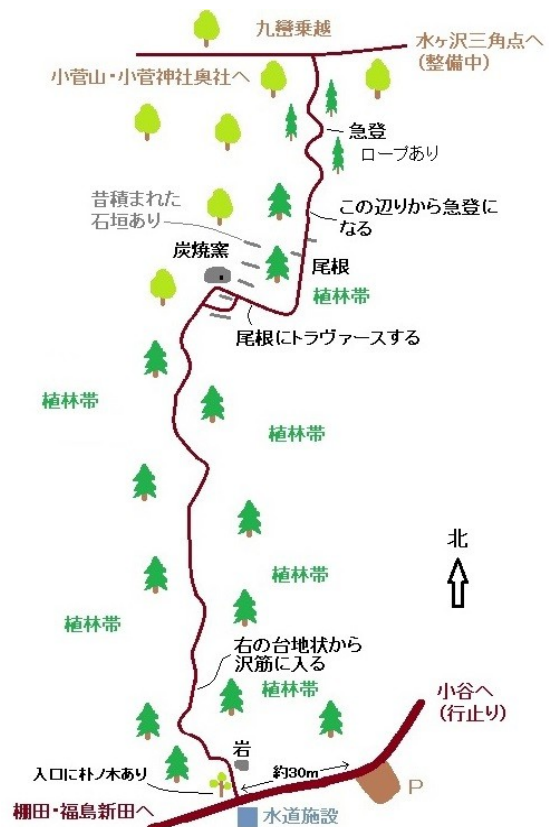 九巒乗越
水ヶ沢三角点へ
(整備中)
小菅山・小菅神社奥社へ
急登
ロープあり
昔積まれた
石垣あり
この辺りから急登に
なる
炭焼窯
尾根
植林帯
尾根にトラヴァースする
植林帯
植林帯
北
植林帯
植林帯
右の台地状から
沢筋に入る
植林帯
小谷へ
(行止り)
岩
約30m
入口に朴ノ木あり
P
棚田・福島新田へ
水道施設